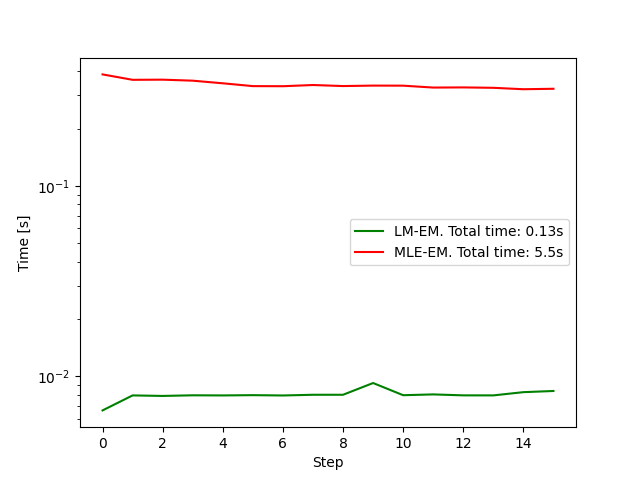 Time [s]
10⁻¹
10⁻²
LM-EM. Total time: 0.13s
MLE-EM. Total time: 5.5s
0 2 4 6 8 10 12 14
Step